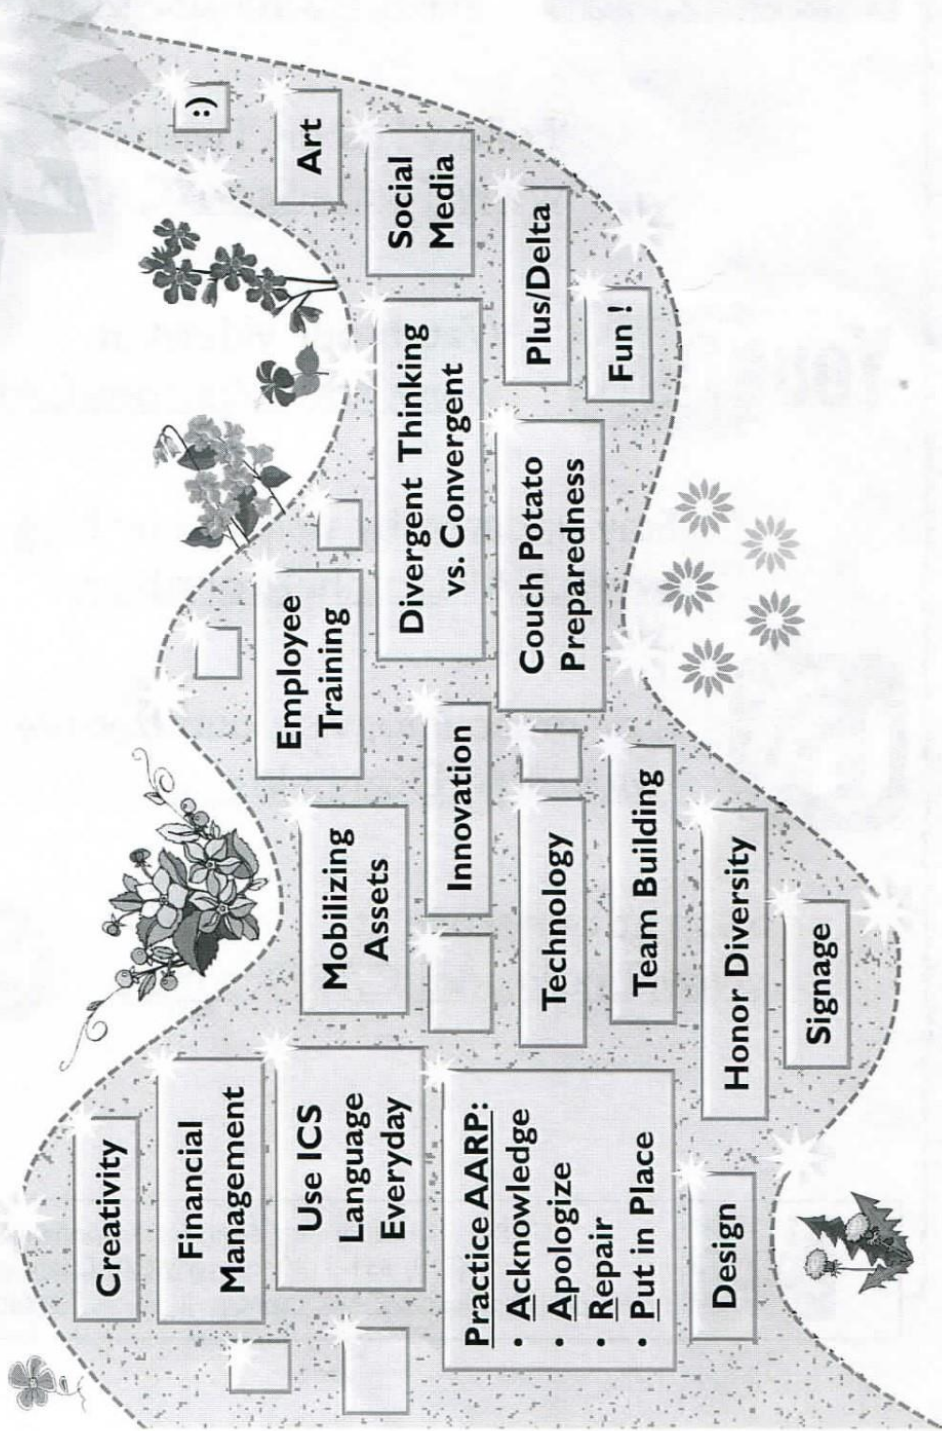 Creativity
Financial
Management
Use ICS
Language
Everyday
Practice AARP:
• Acknowledge
• Apologize
• Repair
• Put in Place
Design
Mobilizing
Assets
Innovation
Technology
Team Building
Honor Diversity
Signage
Employee
Training
Divergent Thinking
vs. Convergent
Couch Potato
Preparedness
:)
Art
Social
Media
Plus/Delta
Fun !